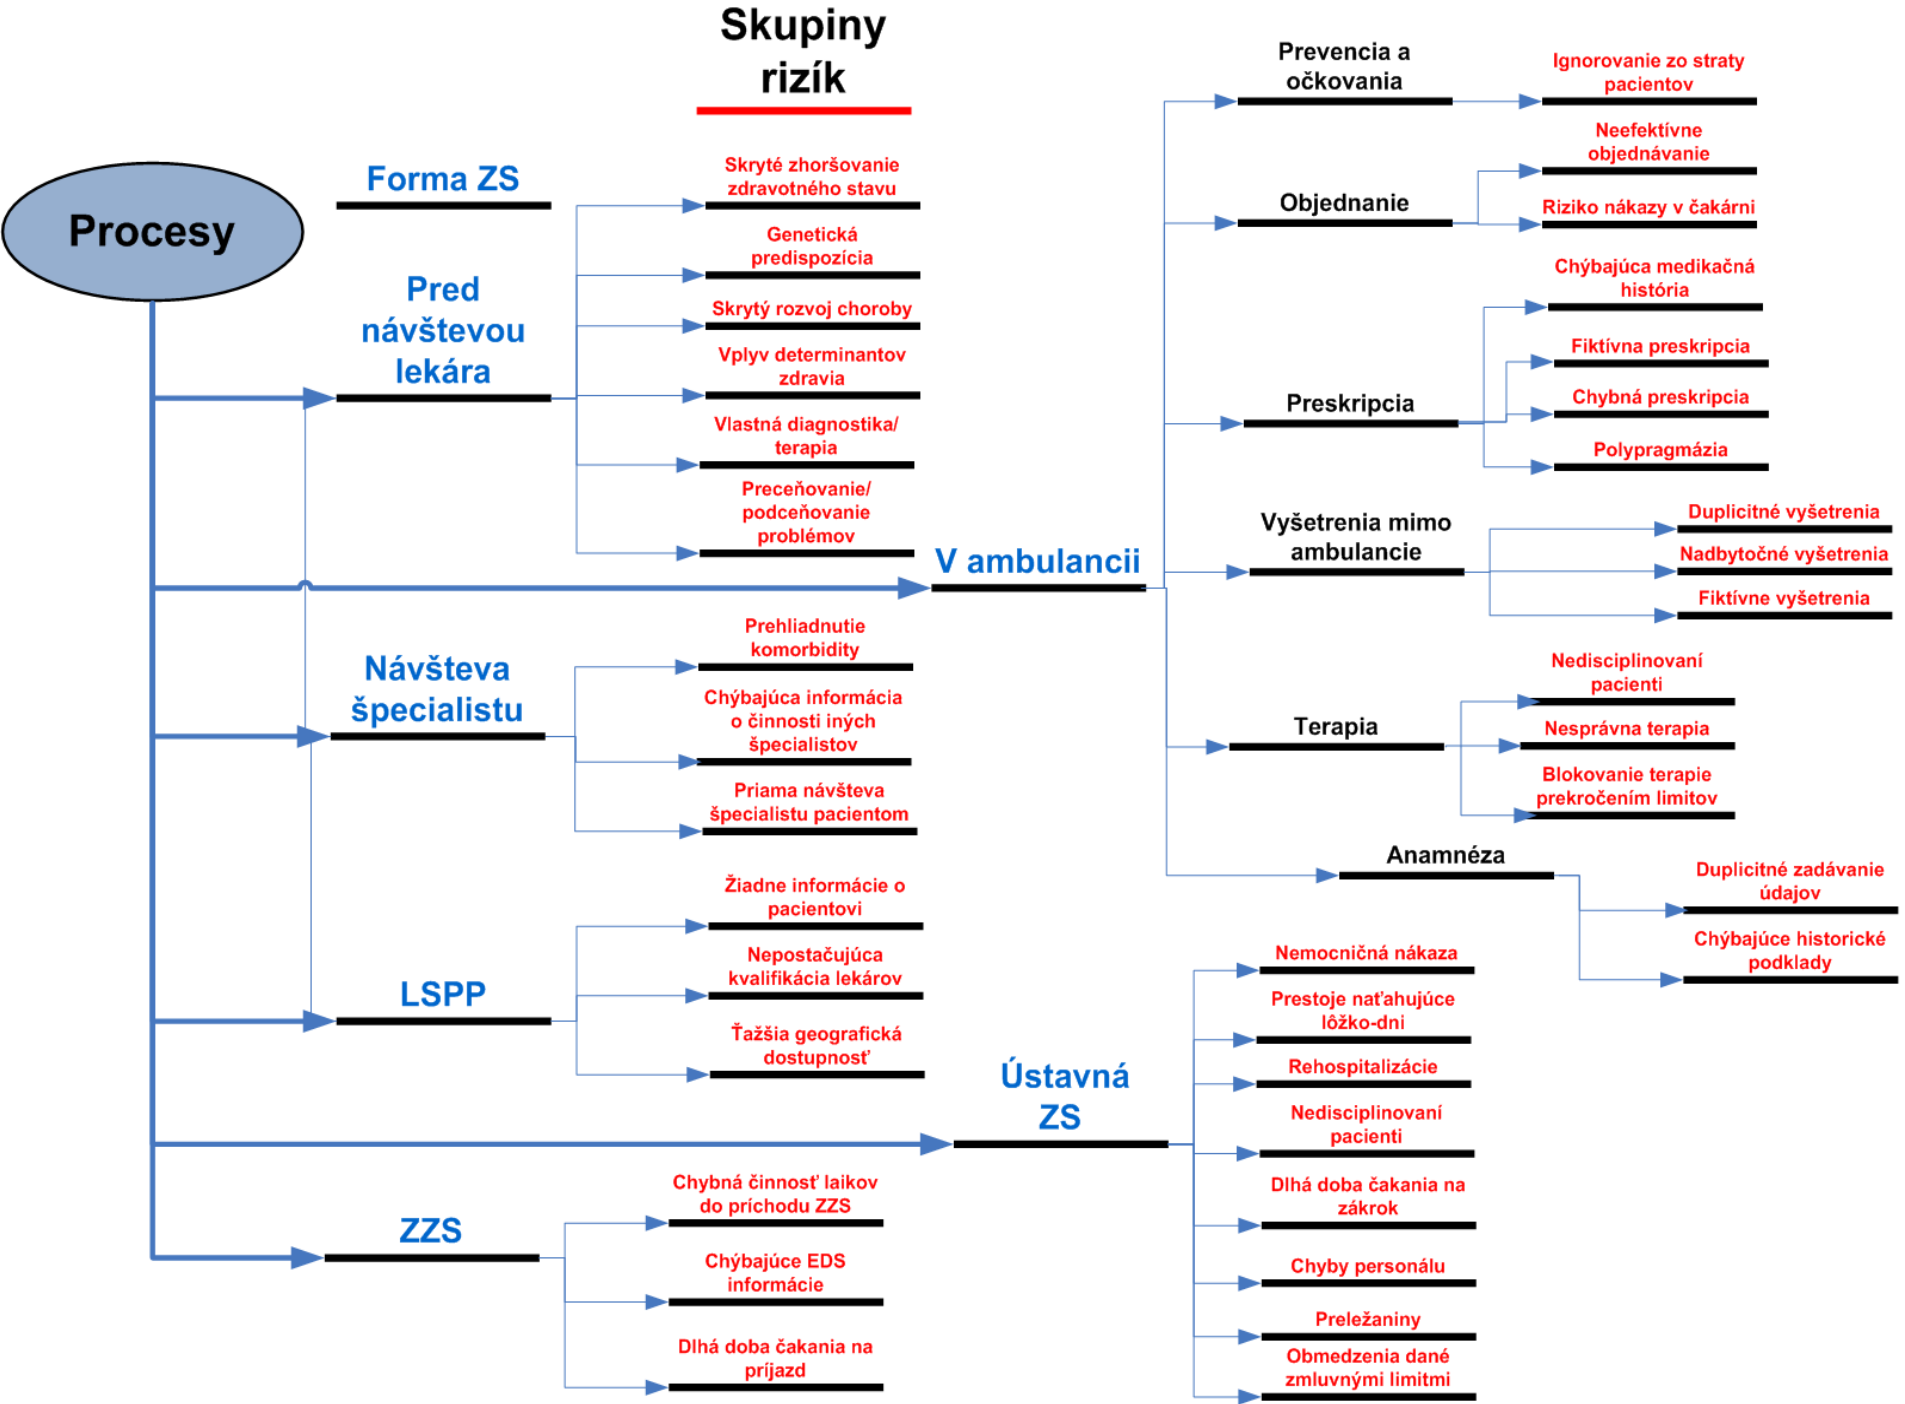 Skupiny
rizík
Procesy
Forma ZS
Pred
návštevou
lekára
Skryté zhoršovanie
zdravotného stavu
Genetická
predispozícia
Skrytý rozvoj choroby
Vplyv determinantov
zdravia
Vlastná diagnostika/
terapia
Preceňovanie/
podceňovanie
problémov
V ambulancii
Prevencia a
očkovania
Ignorovanie zo straty
pacientov
Objednanie
Neefektívne
objednávanie
Riziko nákazy v čakárni
Preskripcia
Chýbajúca medikačná
história
Fiktívna preskripcia
Chybná preskripcia
Polypragmázia
Vyšetrenia mimo
ambulancie
Duplicitné vyšetrenia
Nadbytočné vyšetrenia
Fiktívne vyšetrenia
Terapia
Nedisciplinovaní
pacienti
Nesprávna terapia
Blokovanie terapie
prekročením limitov
Anamnéza
Duplicitné zadávanie
údajov
Chýbajúce historické
podklady
Návšteva
špecialistu
Prehliadnutie
komorbidity
Chýbajúca informácia
o činnosti iných
špecialistov
Priama návšteva
špecialistu pacientom
LSPP
Žiadne informácie o
pacientovi
Nepostačujúca
kvalifikácia lekárov
Ťažšia geografická
dostupnosť
Ústavná
ZS
Nemocničná nákaza
Prestoje naťahujúce
lôžko-dni
Rehospitalizácie
Nedisciplinovaní
pacienti
Dlhá doba čakania na
zákrok
Chyby personálu
Preležaniny
Obmedzenia dané
zmluvnými limitmi
ZZS
Chybná činnosť laikov
do príchodu ZZS
Chýbajúce EDS
informácie
Dlhá doba čakania na
príjazd